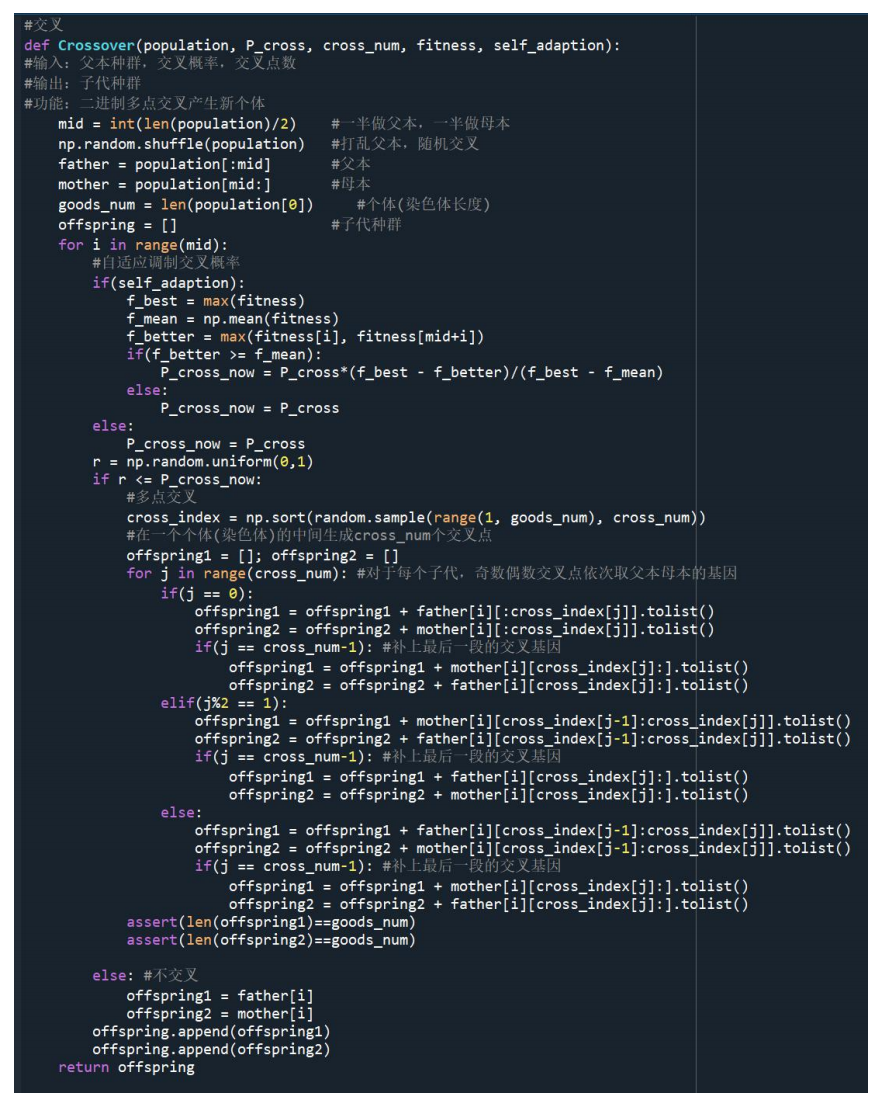 #交叉
def Crossover(population, P_cross, cross_num, fitness, self_adaption):
#输入: 父本种群, 交叉概率, 交叉点数
#输出: 子代种群
#功能: 二进制多点交叉产生新个体
    mid = int(len(population)/2)    #一半做父本, 一半做母本
    np.random.shuffle(population)   #打乱父本, 随机交叉
    father = population[:mid]       #父本
    mother = population[mid:]       #母本
    goods_num = len(population[0])     #个体(染色体长度)
    offspring = []                  #子代种群
    for i in range(mid):
        #自适应调制交叉概率
        if(self_adaption):
            f_best = max(fitness)
            f_mean = np.mean(fitness)
            f_better = max(fitness[i], fitness[mid+i])
            if(f_better >= f_mean):
                P_cross_now = P_cross*(f_best - f_better)/(f_best - f_mean)
            else:
                P_cross_now = P_cross
        else:
            P_cross_now = P_cross
        r = np.random.uniform(0,1)
        if r <= P_cross_now:
            #多点交叉
            cross_index = np.sort(random.sample(range(1, goods_num), cross_num))
            #在一个个体(染色体)的中间生成cross_num个交叉点
            offspring1 = []; offspring2 = []
            for j in range(cross_num): #对于每个子代, 奇数偶数交叉点依次取父本母本的基因
                if(j == 0):
                    offspring1 = offspring1 + father[i][:cross_index[j]].tolist()
                    offspring2 = offspring2 + mother[i][:cross_index[j]].tolist()
                    if(j == cross_num-1): #补上最后一段的交叉基因
                        offspring1 = offspring1 + mother[i][cross_index[j]:].tolist()
                        offspring2 = offspring2 + father[i][cross_index[j]:].tolist()
                elif(j%2 == 1):
                    offspring1 = offspring1 + mother[i][cross_index[j-1]:cross_index[j]].tolist()
                    offspring2 = offspring2 + father[i][cross_index[j-1]:cross_index[j]].tolist()
                    if(j == cross_num-1): #补上最后一段的交叉基因
                        offspring1 = offspring1 + father[i][cross_index[j]:].tolist()
                        offspring2 = offspring2 + mother[i][cross_index[j]:].tolist()
                else:
                    offspring1 = offspring1 + father[i][cross_index[j-1]:cross_index[j]].tolist()
                    offspring2 = offspring2 + mother[i][cross_index[j-1]:cross_index[j]].tolist()
                    if(j == cross_num-1): #补上最后一段的交叉基因
                        offspring1 = offspring1 + mother[i][cross_index[j]:].tolist()
                        offspring2 = offspring2 + father[i][cross_index[j]:].tolist()
            assert(len(offspring1)==goods_num)
            assert(len(offspring2)==goods_num)
        else: #不交叉
            offspring1 = father[i]
            offspring2 = mother[i]
        offspring.append(offspring1)
        offspring.append(offspring2)
    return offspring